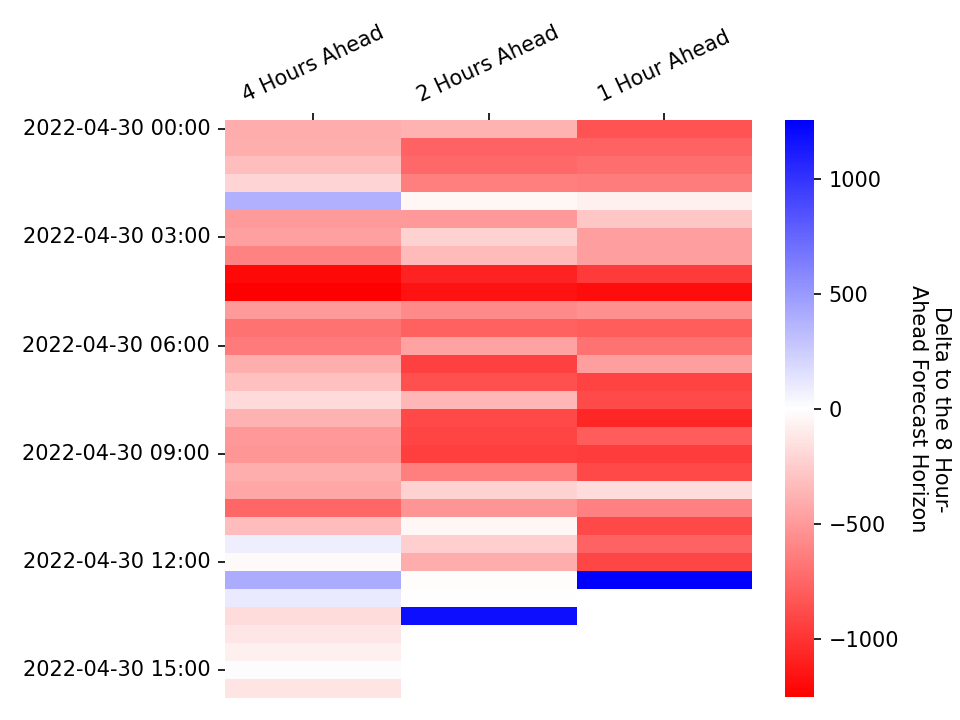 4 Hours Ahead
2 Hours Ahead
1 Hour Ahead
2022-04-30 00:00
2022-04-30 03:00
2022-04-30 06:00
2022-04-30 09:00
2022-04-30 12:00
2022-04-30 15:00
1000
500
0
−500
−1000
Delta to the 8 Hour-
Ahead Forecast Horizon